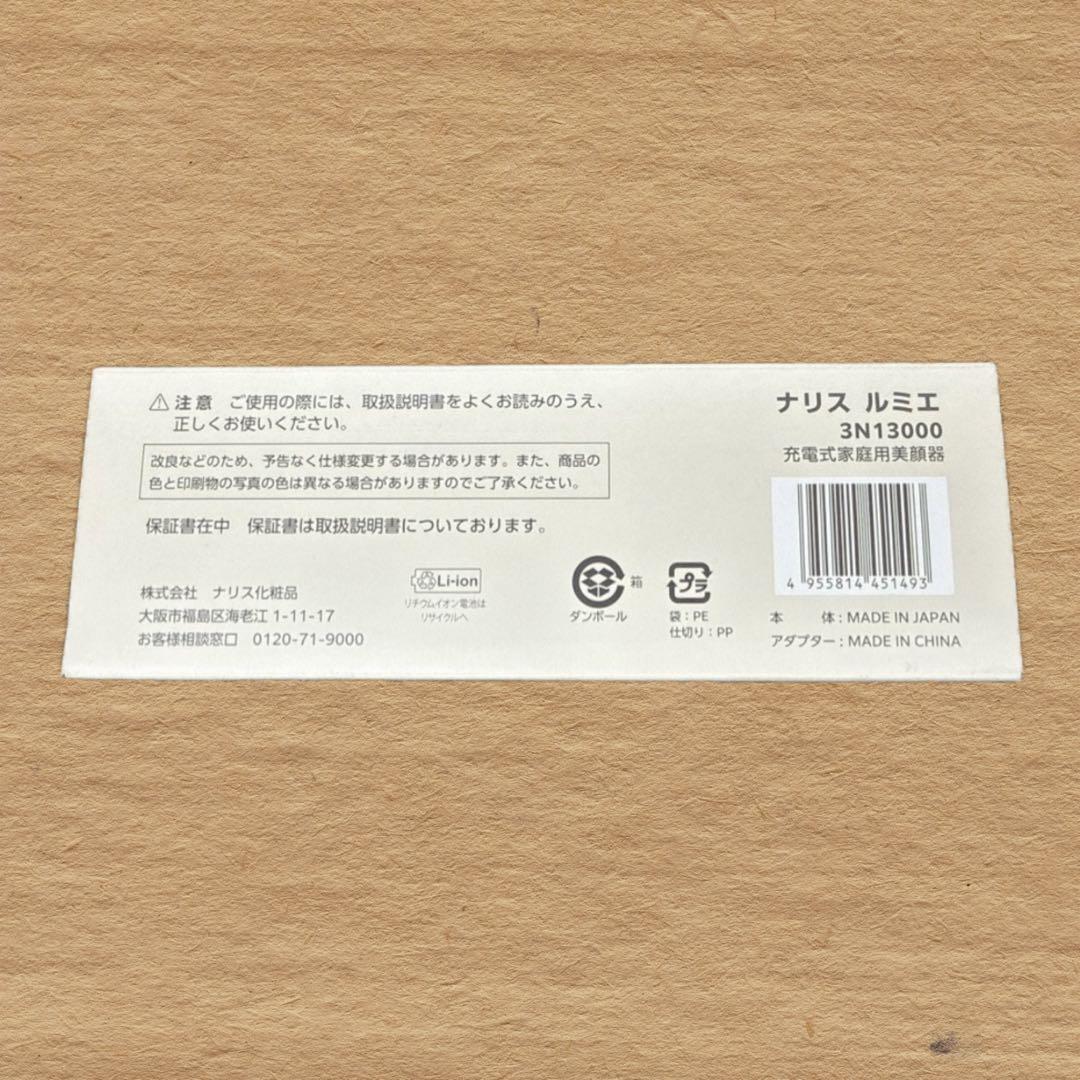 ⚠注意 ご使用の際には、取扱説明書をよくお読みのうえ、
正しくお使いください。
改良などのため、予告なく仕様変更する場合があります。また、商品の
色と印刷物の写真の色は異なる場合がありますのでご了承ください。
保証書在中 保証書は取扱説明書についております。
株式会社 ナリス化粧品
大阪市福島区海老江 1-11-17
お客様相談窓口 0120-71-9000
Li-ion
リチウムイオン電池は
リサイクルへ
箱
ダンボール
プラ
袋:PE
仕切り:PP
ナリス ルミエ
3N13000
充電式家庭用美顔器
4 955814 451493
本 体:MADE IN JAPAN
アダプター:MADE IN CHINA